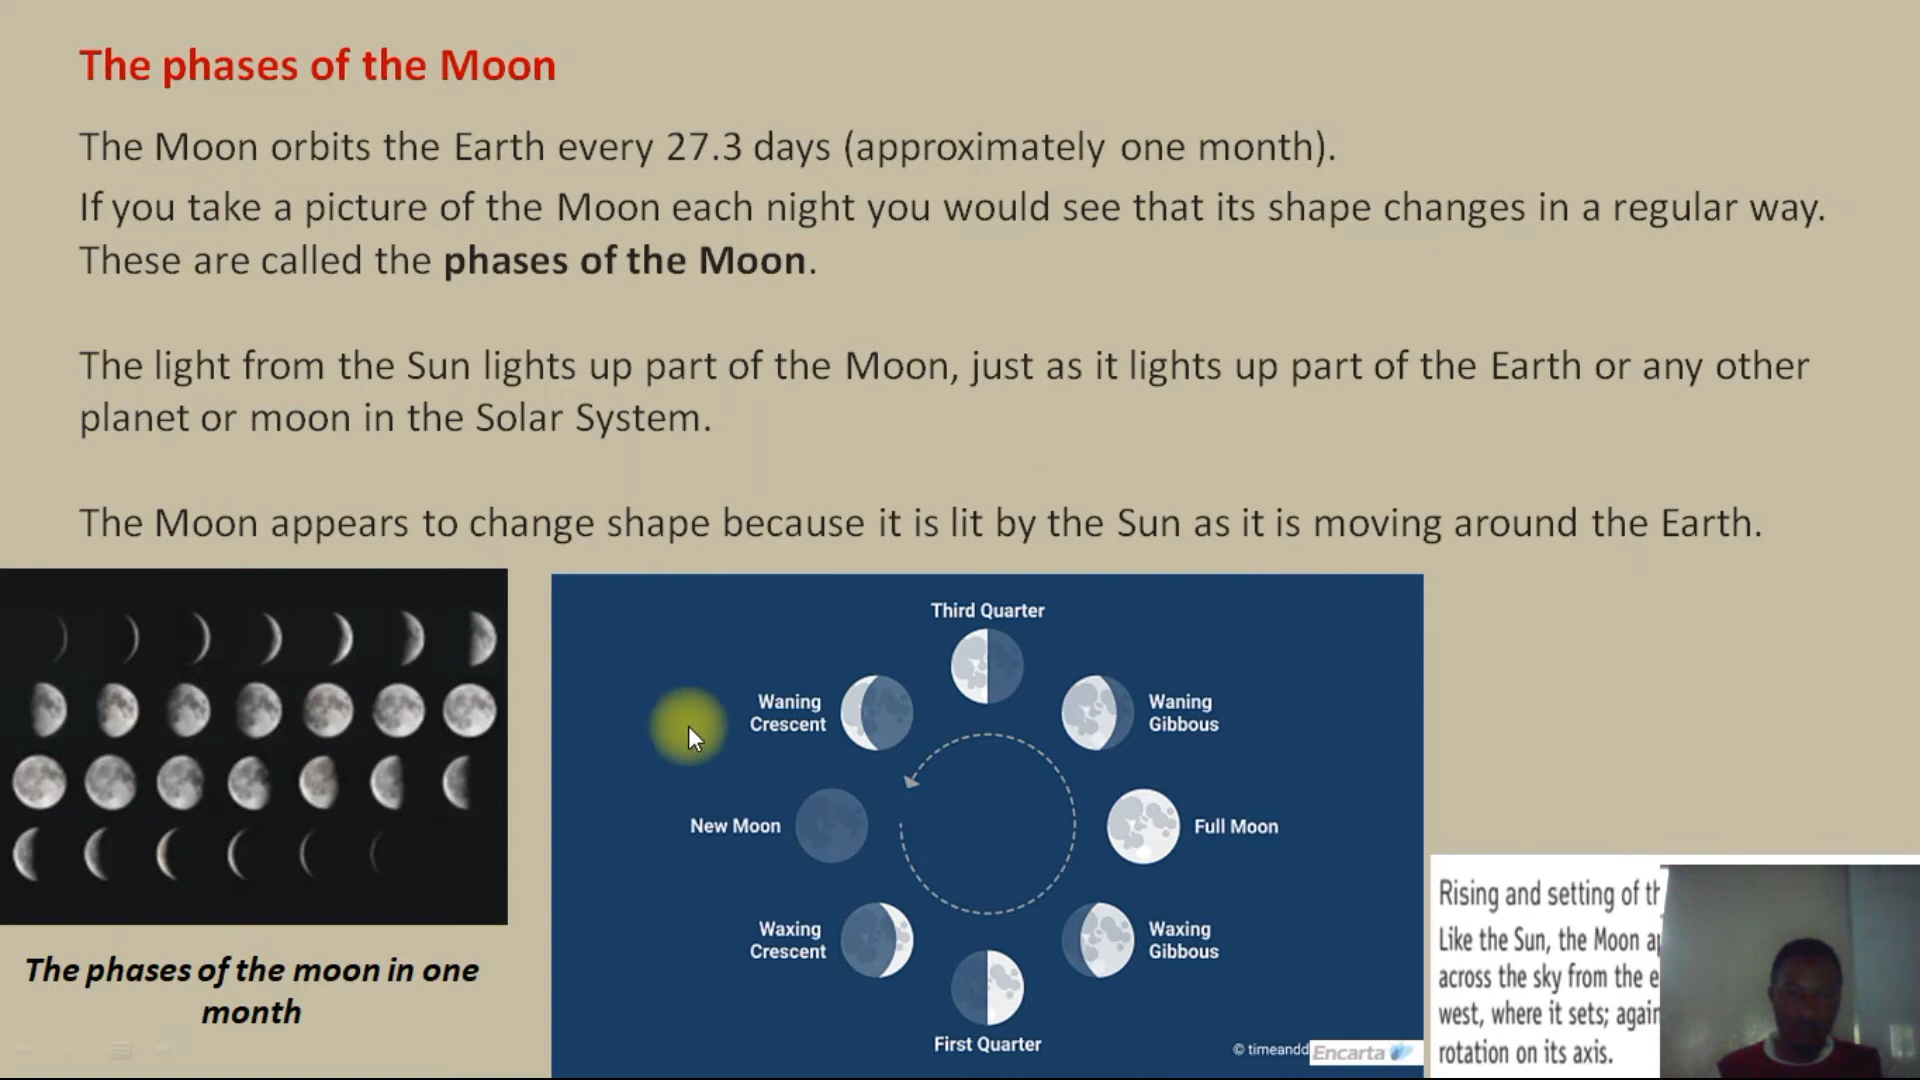 The phases of the Moon
The Moon orbits the Earth every 27.3 days (approximately one month).
If you take a picture of the Moon each night you would see that its shape changes in a regular way.
These are called the phases of the Moon.
The light from the Sun lights up part of the Moon, just as it lights up part of the Earth or any other
planet or moon in the Solar System.
The Moon appears to change shape because it is lit by the Sun as it is moving around the Earth.
Third Quarter
Waning
Crescent
Waning
Gibbous
New Moon
Full Moon
Waxing
Crescent
Waxing
Gibbous
First Quarter
© timeandd
Encarta
The phases of the moon in one
month
Rising and setting of
Like the Sun, the Moon
across the sky from the
west, where it sets;
rotation on its axis.